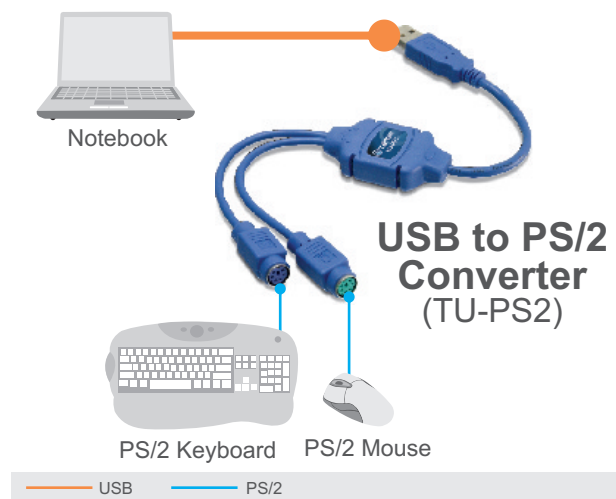 Notebook
USB to PS/2
Converter
(TU-PS2)
PS/2 Keyboard
PS/2 Mouse
USB
PS/2